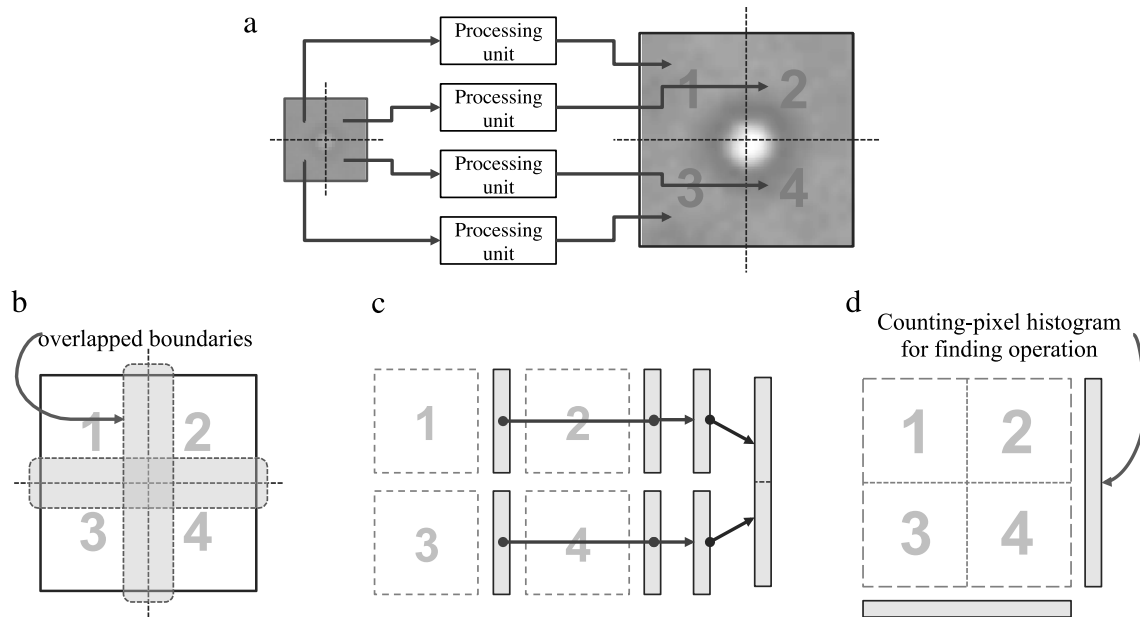 a
Processing
unit
Processing
unit
Processing
unit
Processing
unit
1
2
3
4
b
overlapped boundaries
1
2
3
4
c
1
2
3
4
d
Counting-pixel histogram
for finding operation
1
2
3
4